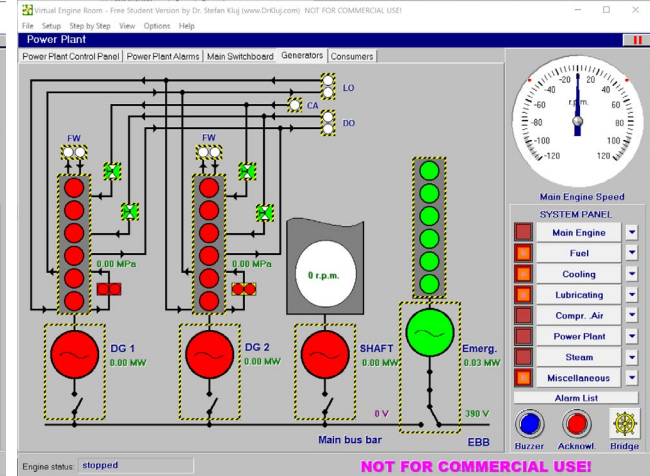 Virtual Engine Room - Free Student Version by Dr. Stefan Kluj (www.DrKluj.com) NOT FOR COMMERCIAL USE!
File Setup Step by Step View Options Help
Power Plant
Power Plant Control Panel Power Plant Alarms Main Switchboard Generators Consumers
LO
CA
DO
FW FW
0.00 MPa 0.00 MPa
0 r.p.m.
DG 1 DG 2 SHAFT Emerg.
0.00 MW 0.00 MW 0.00 MW 0.03 MW
0 V 390 V
Main bus bar EBB
Engine status: stopped
NOT FOR COMMERCIAL USE!
-20 20
-40 40
-60 r.p.m. 60
-80 80
-100 100
-120 120
Main Engine Speed
SYSTEM PANEL
Main Engine
Fuel
Cooling
Lubricating
Compr. .Air
Power Plant
Steam
Miscellaneous
Alarm List
Buzzer Acknowl. Bridge